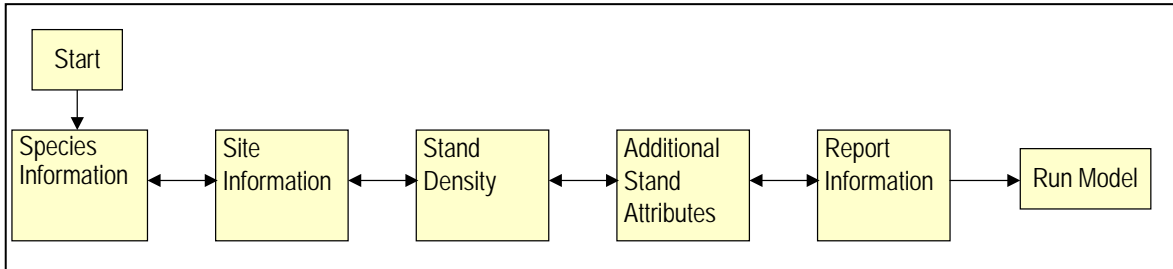 Start
Species
Information
Site
Information
Stand
Density
Additional
Stand
Attributes
Report
Information
Run Model